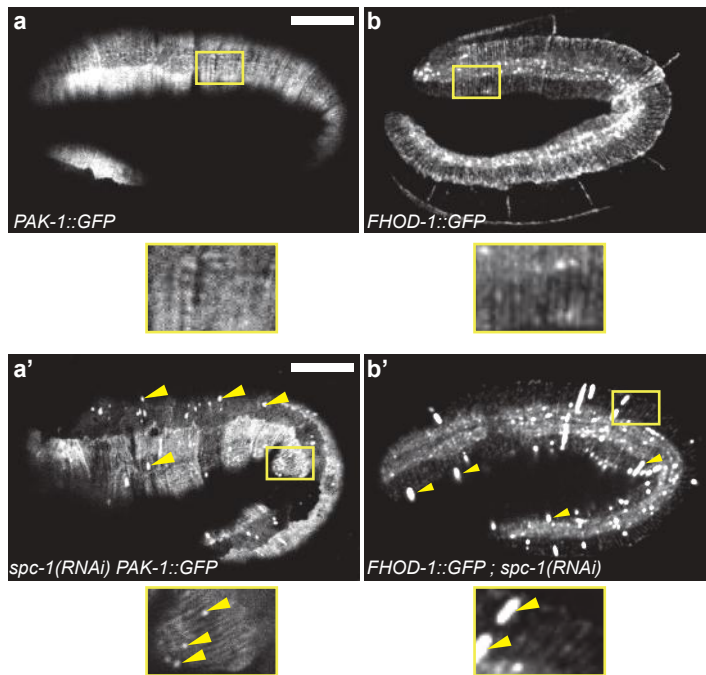 a
b
PAK-1::GFP
FHOD-1::GFP
a’
b’
spc-1(RNAi) PAK-1::GFP
FHOD-1::GFP ; spc-1(RNAi)